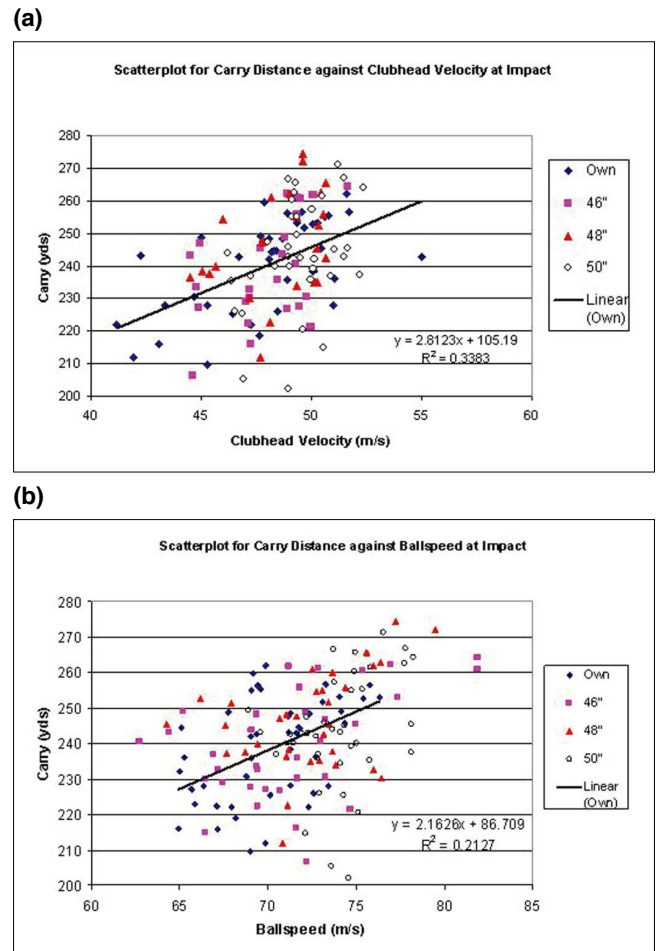 (a)
Scatterplot for Carry Distance against Clubhead Velocity at Impact
280
270
260
250
240
230
220
210
200
Carry (yds)
40 45 50 55 60
Clubhead Velocity (m/s)
y = 2.8123x + 105.19
R² = 0.3383
Own
46"
48"
50"
Linear
(Own)
(b)
Scatterplot for Carry Distance against Ballspeed at Impact
280
270
260
250
240
230
220
210
200
Carry (yds)
60 65 70 75 80 85
Ballspeed (m/s)
y = 2.1626x + 86.709
R² = 0.2127
Own
46"
48"
50"
Linear
(Own)